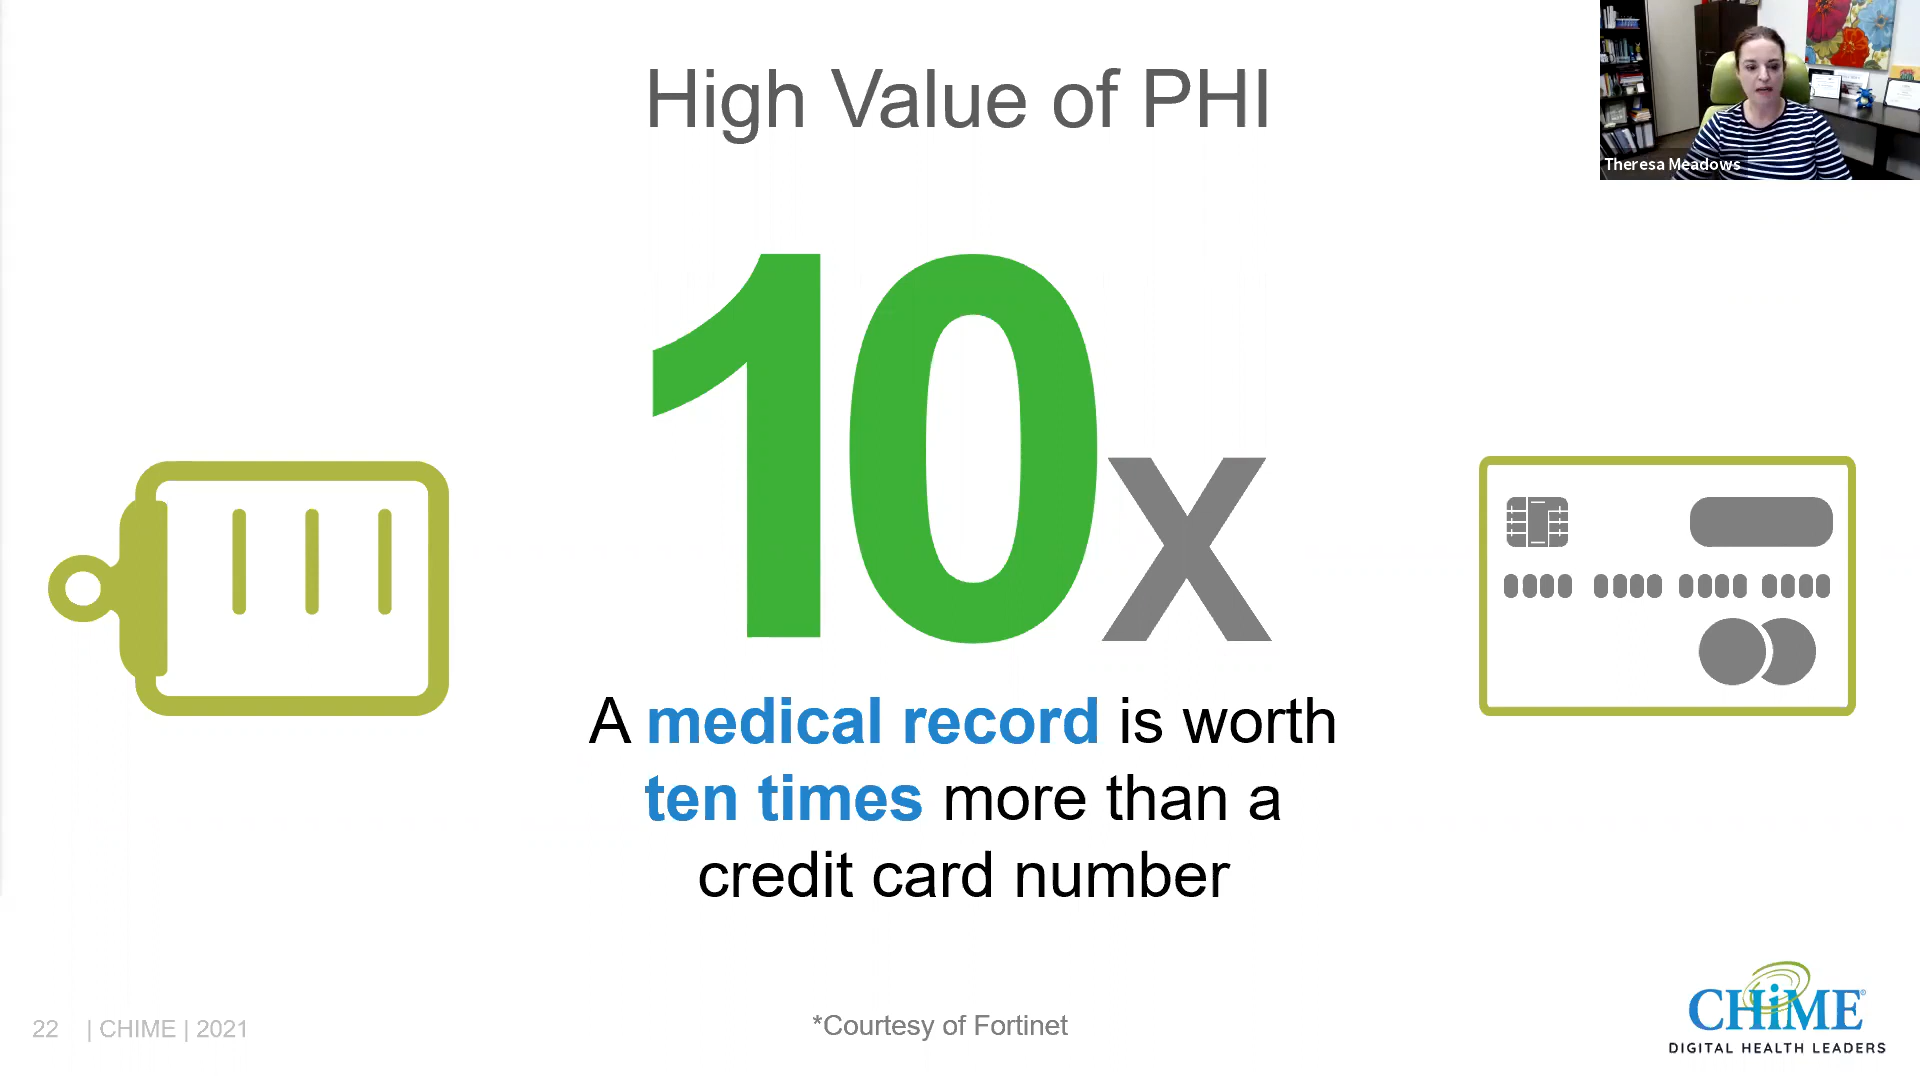 High Value of PHI
Theresa Meadows
10x
A medical record is worth
ten times more than a
credit card number
22 | CHIME | 2021
*Courtesy of Fortinet
CHiME®
DIGITAL HEALTH LEADERS